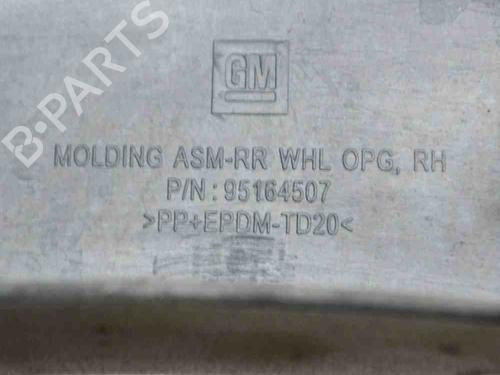 B-PARTS
GM
MOLDING ASM-RR WHL OPG, RH
P/N : 95164507
>PP+EPDM-TD20<